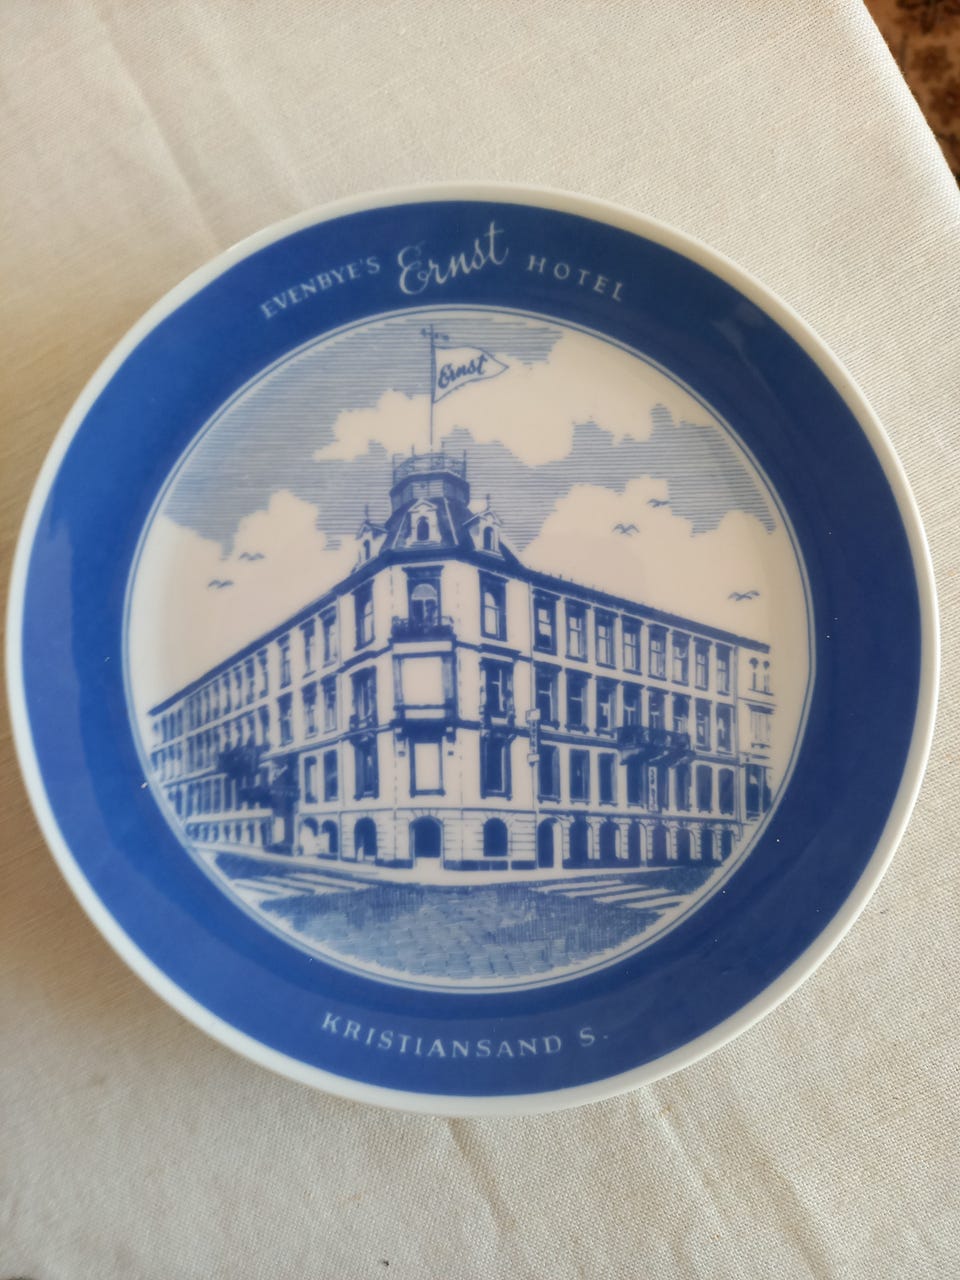 EVENBYE'S Ernst HOTEL
Ernst
KRISTIANSAND S.